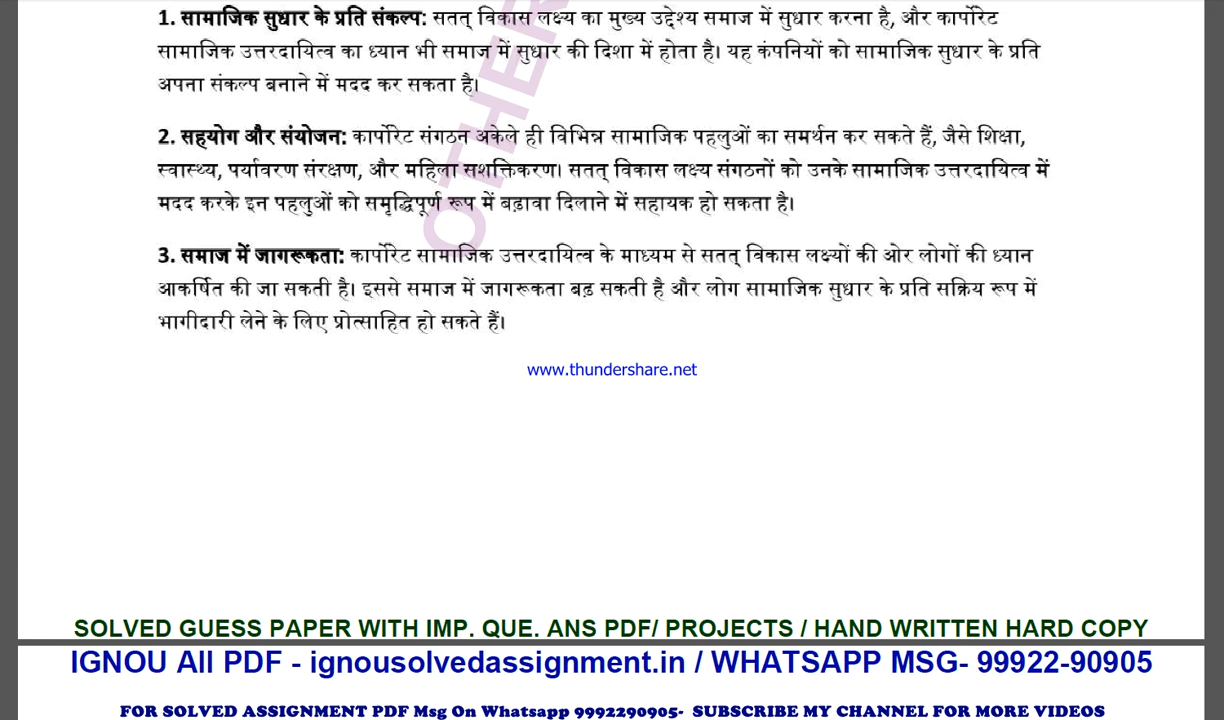 1. सामाजिक सुधार के प्रति संकल्प: सतत् विकास लक्ष्य का मुख्य उद्देश्य समाज में सुधार करना है, और कार्पोरेट
सामाजिक उत्तरदायित्व का ध्यान भी समाज में सुधार की दिशा में होता है। यह कंपनियों को सामाजिक सुधार के प्रति
अपना संकल्प बनाने में मदद कर सकता है।
2. सहयोग और संयोजन: कार्पोरेट संगठन अकेले ही विभिन्न सामाजिक पहलुओं का समर्थन कर सकते हैं, जैसे शिक्षा,
स्वास्थ्य, पर्यावरण संरक्षण, और महिला सशक्तिकरण। सतत् विकास लक्ष्य संगठनों को उनके सामाजिक उत्तरदायित्व में
मदद करके इन पहलुओं को समृद्धिपूर्ण रूप में बढ़ावा दिलाने में सहायक हो सकता है।
3. समाज में जागरूकता: कार्पोरेट सामाजिक उत्तरदायित्व के माध्यम से सतत् विकास लक्ष्यों की ओर लोगों की ध्यान
आकर्षित की जा सकती है। इससे समाज में जागरूकता बढ़ सकती है और लोग सामाजिक सुधार के प्रति सक्रिय रूप में
भागीदारी लेने के लिए प्रोत्साहित हो सकते हैं।
OTHER
www.thundershare.net
SOLVED GUESS PAPER WITH IMP. QUE. ANS PDF/ PROJECTS / HAND WRITTEN HARD COPY
IGNOU All PDF - ignousolvedassignment.in / WHATSAPP MSG- 99922-90905
FOR SOLVED ASSIGNMENT PDF Msg On Whatsapp 9992290905- SUBSCRIBE MY CHANNEL FOR MORE VIDEOS